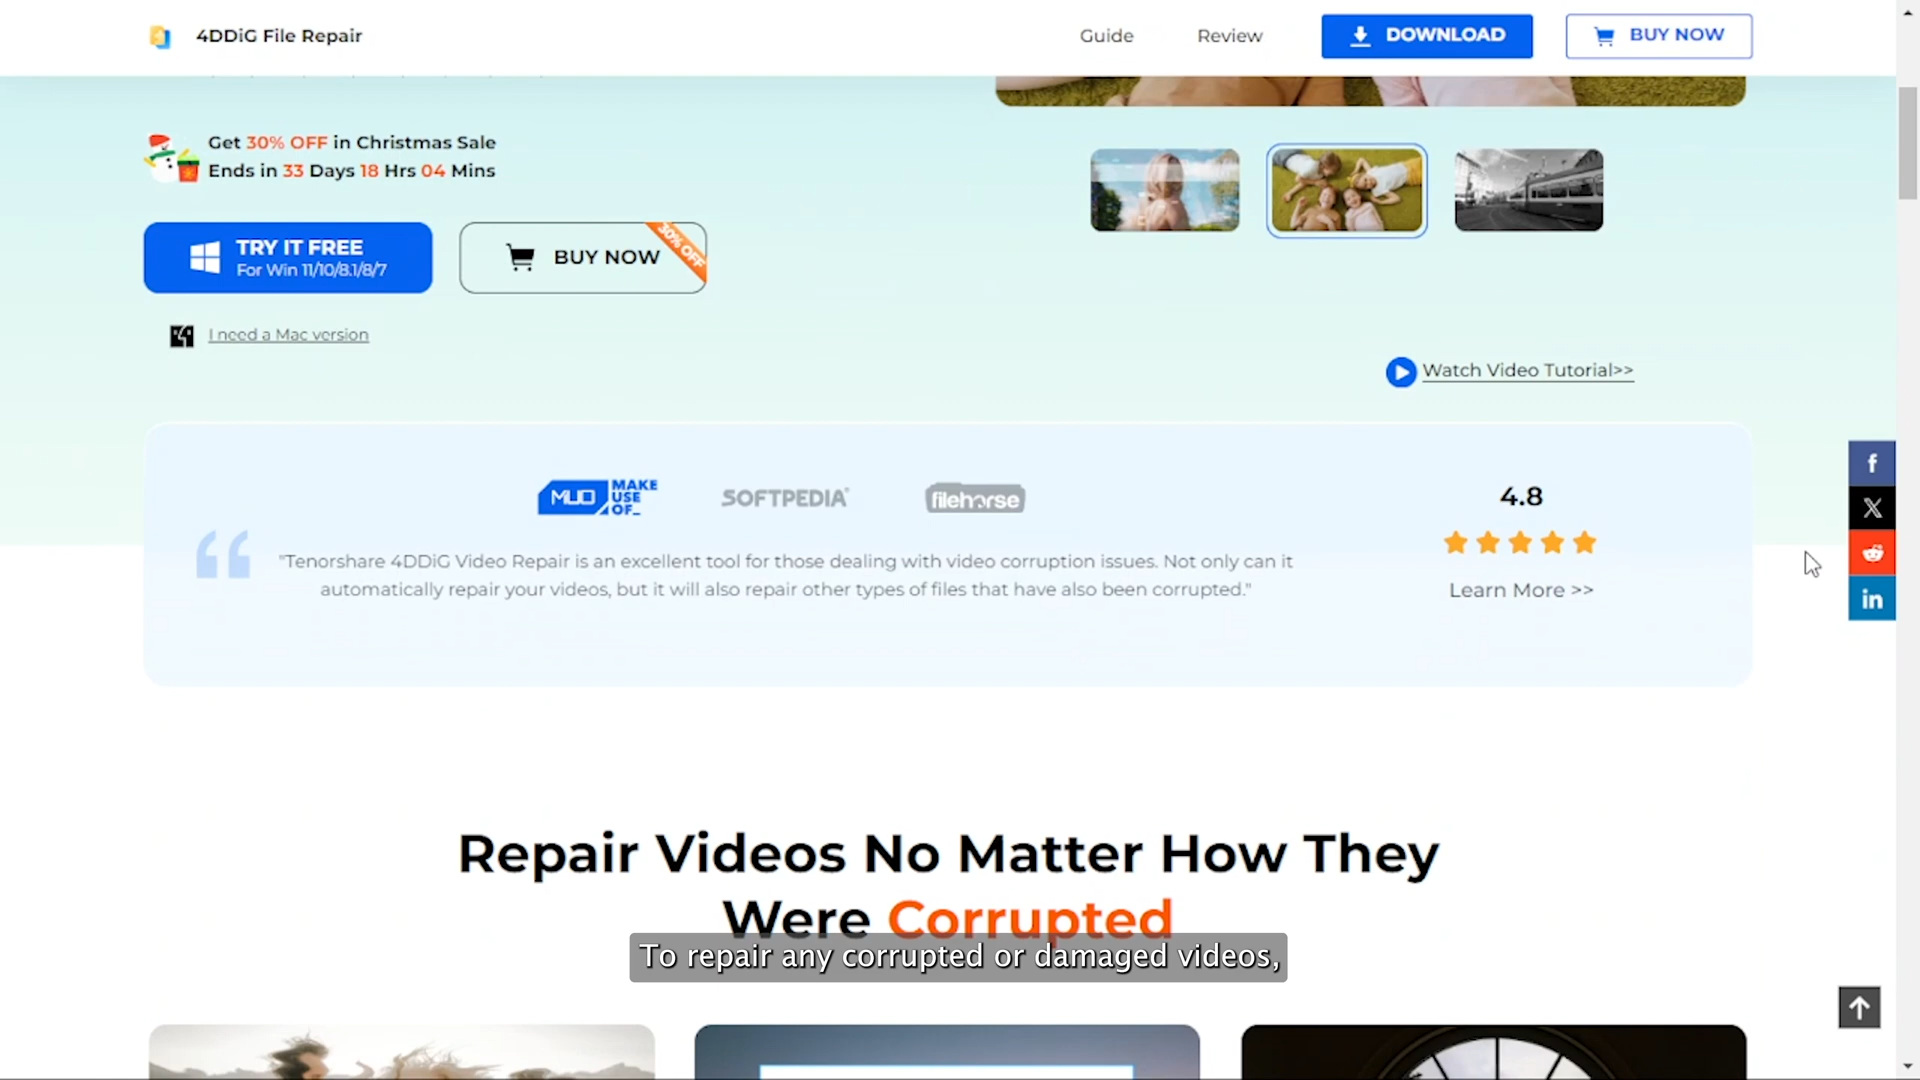 4DDiG File Repair
Guide
Review
DOWNLOAD
BUY NOW
Get 30% OFF in Christmas Sale
Ends in 33 Days 18 Hrs 04 Mins
TRY IT FREE
For Win 11/10/8.1/8/7
BUY NOW
30% OFF
I need a Mac version
Watch Video Tutorial>>
MUO MAKE USE OF_
SOFTPEDIA
filehorse
4.8
"Tenorshare 4DDiG Video Repair is an excellent tool for those dealing with video corruption issues. Not only can it
automatically repair your videos, but it will also repair other types of files that have also been corrupted."
Learn More >>
f
X
in
Repair Videos No Matter How They
Were Corrupted
To repair any corrupted or damaged videos,